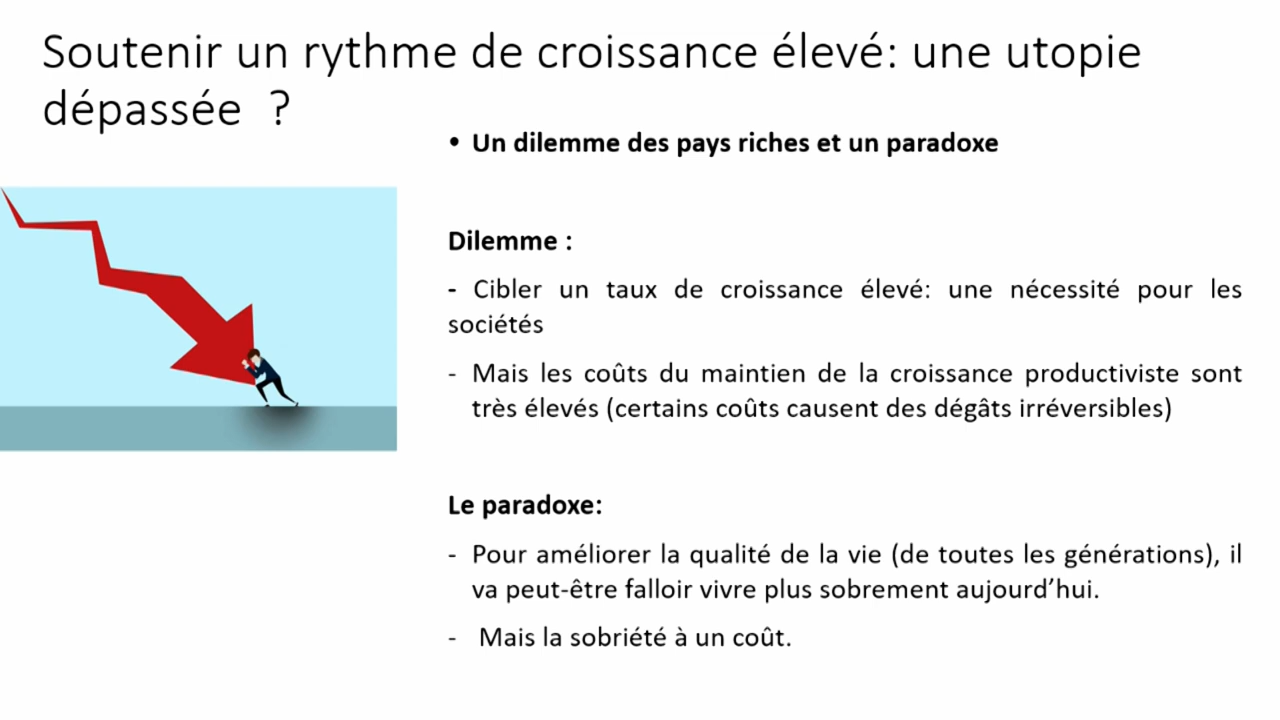 Soutenir un rythme de croissance élevé: une utopie
dépassée ?
• Un dilemme des pays riches et un paradoxe
Dilemme :
- Cibler un taux de croissance élevé: une nécessité pour les
sociétés
- Mais les coûts du maintien de la croissance productiviste sont
très élevés (certains coûts causent des dégâts irréversibles)
Le paradoxe:
- Pour améliorer la qualité de la vie (de toutes les générations), il
va peut-être falloir vivre plus sobrement aujourd’hui.
- Mais la sobriété à un coût.